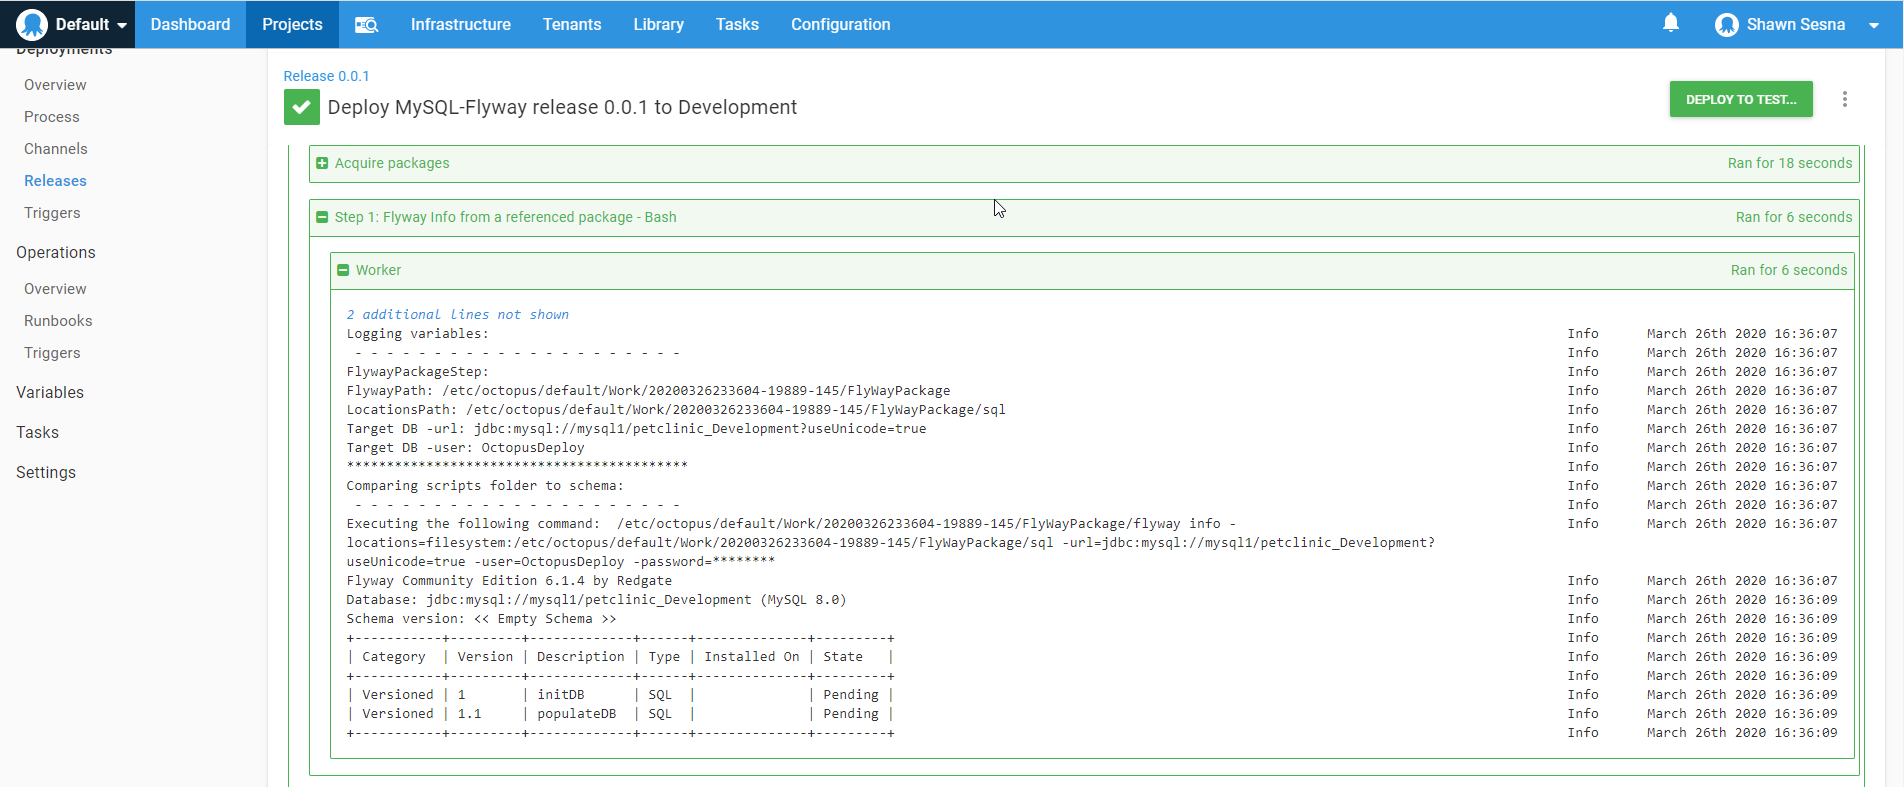 Default Dashboard Projects Infrastructure Tenants Library Tasks Configuration Shawn Sesna
Deployments
Overview
Process
Channels
Releases
Triggers
Operations
Overview
Runbooks
Triggers
Variables
Tasks
Settings
Release 0.0.1
Deploy MySQL-Flyway release 0.0.1 to Development
DEPLOY TO TEST...
Acquire packages Ran for 18 seconds
Step 1: Flyway Info from a referenced package - Bash Ran for 6 seconds
Worker Ran for 6 seconds
2 additional lines not shown
Logging variables: Info March 26th 2020 16:36:07
- - - - - - - - - - - - - - - - - - - - - Info March 26th 2020 16:36:07
FlywayPackageStep: Info March 26th 2020 16:36:07
FlywayPath: /etc/octopus/default/Work/20200326233604-19889-145/FlyWayPackage Info March 26th 2020 16:36:07
LocationsPath: /etc/octopus/default/Work/20200326233604-19889-145/FlyWayPackage/sql Info March 26th 2020 16:36:07
Target DB -url: jdbc:mysql://mysql1/petclinic_Development?useUnicode=true Info March 26th 2020 16:36:07
Target DB -user: OctopusDeploy Info March 26th 2020 16:36:07
******************************************* Info March 26th 2020 16:36:07
Comparing scripts folder to schema: Info March 26th 2020 16:36:07
- - - - - - - - - - - - - - - - - - - - - Info March 26th 2020 16:36:07
Executing the following command:  /etc/octopus/default/Work/20200326233604-19889-145/FlyWayPackage/flyway info - Info March 26th 2020 16:36:07
locations=filesystem:/etc/octopus/default/Work/20200326233604-19889-145/FlyWayPackage/sql -url=jdbc:mysql://mysql1/petclinic_Development?
useUnicode=true -user=OctopusDeploy -password=********
Flyway Community Edition 6.1.4 by Redgate Info March 26th 2020 16:36:07
Database: jdbc:mysql://mysql1/petclinic_Development (MySQL 8.0) Info March 26th 2020 16:36:09
Schema version: << Empty Schema >> Info March 26th 2020 16:36:09
+-----------+---------+-------------+------+--------------+---------+ Info March 26th 2020 16:36:09
| Category  | Version | Description | Type | Installed On | State   | Info March 26th 2020 16:36:09
+-----------+---------+-------------+------+--------------+---------+ Info March 26th 2020 16:36:09
| Versioned | 1       | initDB      | SQL  |              | Pending | Info March 26th 2020 16:36:09
| Versioned | 1.1     | populateDB  | SQL  |              | Pending | Info March 26th 2020 16:36:09
+-----------+---------+-------------+------+--------------+---------+ Info March 26th 2020 16:36:09